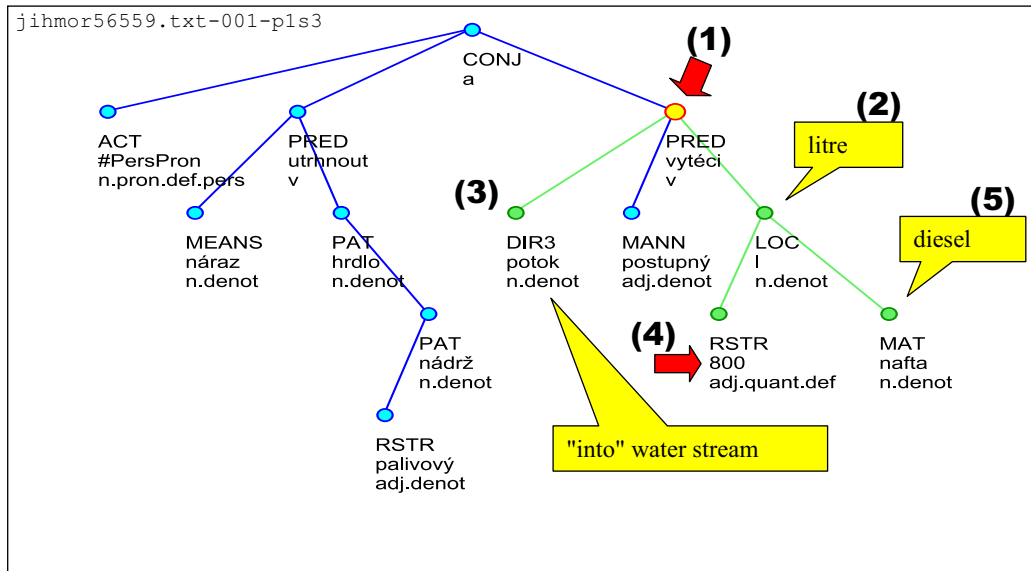 jihmor56559.txt-001-p1s3
CONJ
a
(1)
(2)
litre
ACT
#PersPron
n.pron.def.pers
PRED
utrhnout
v
PRED
vytéci
v
(3)
(5)
diesel
MEANS
náraz
n.denot
PAT
hrdlo
n.denot
DIR3
potok
n.denot
MANN
postupný
adj.denot
LOC
l
n.denot
(4)
PAT
nádrž
n.denot
RSTR
800
adj.quant.def
MAT
nafta
n.denot
RSTR
palivový
adj.denot
"into" water stream